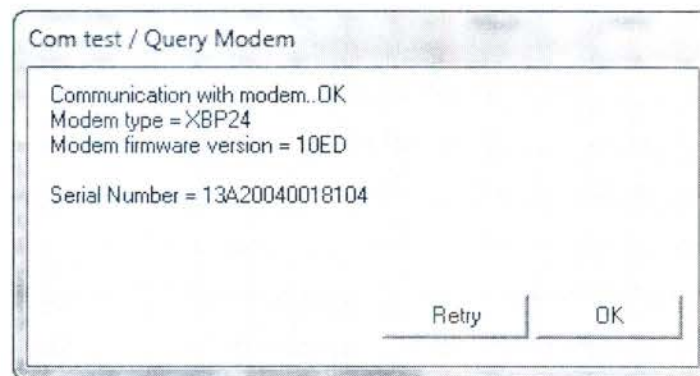 Com test / Query Modem
Communication with modem..OK
Modem type = XBP24
Modem firmware version = 10ED
Serial Number = 13A20040018104
Retry
OK